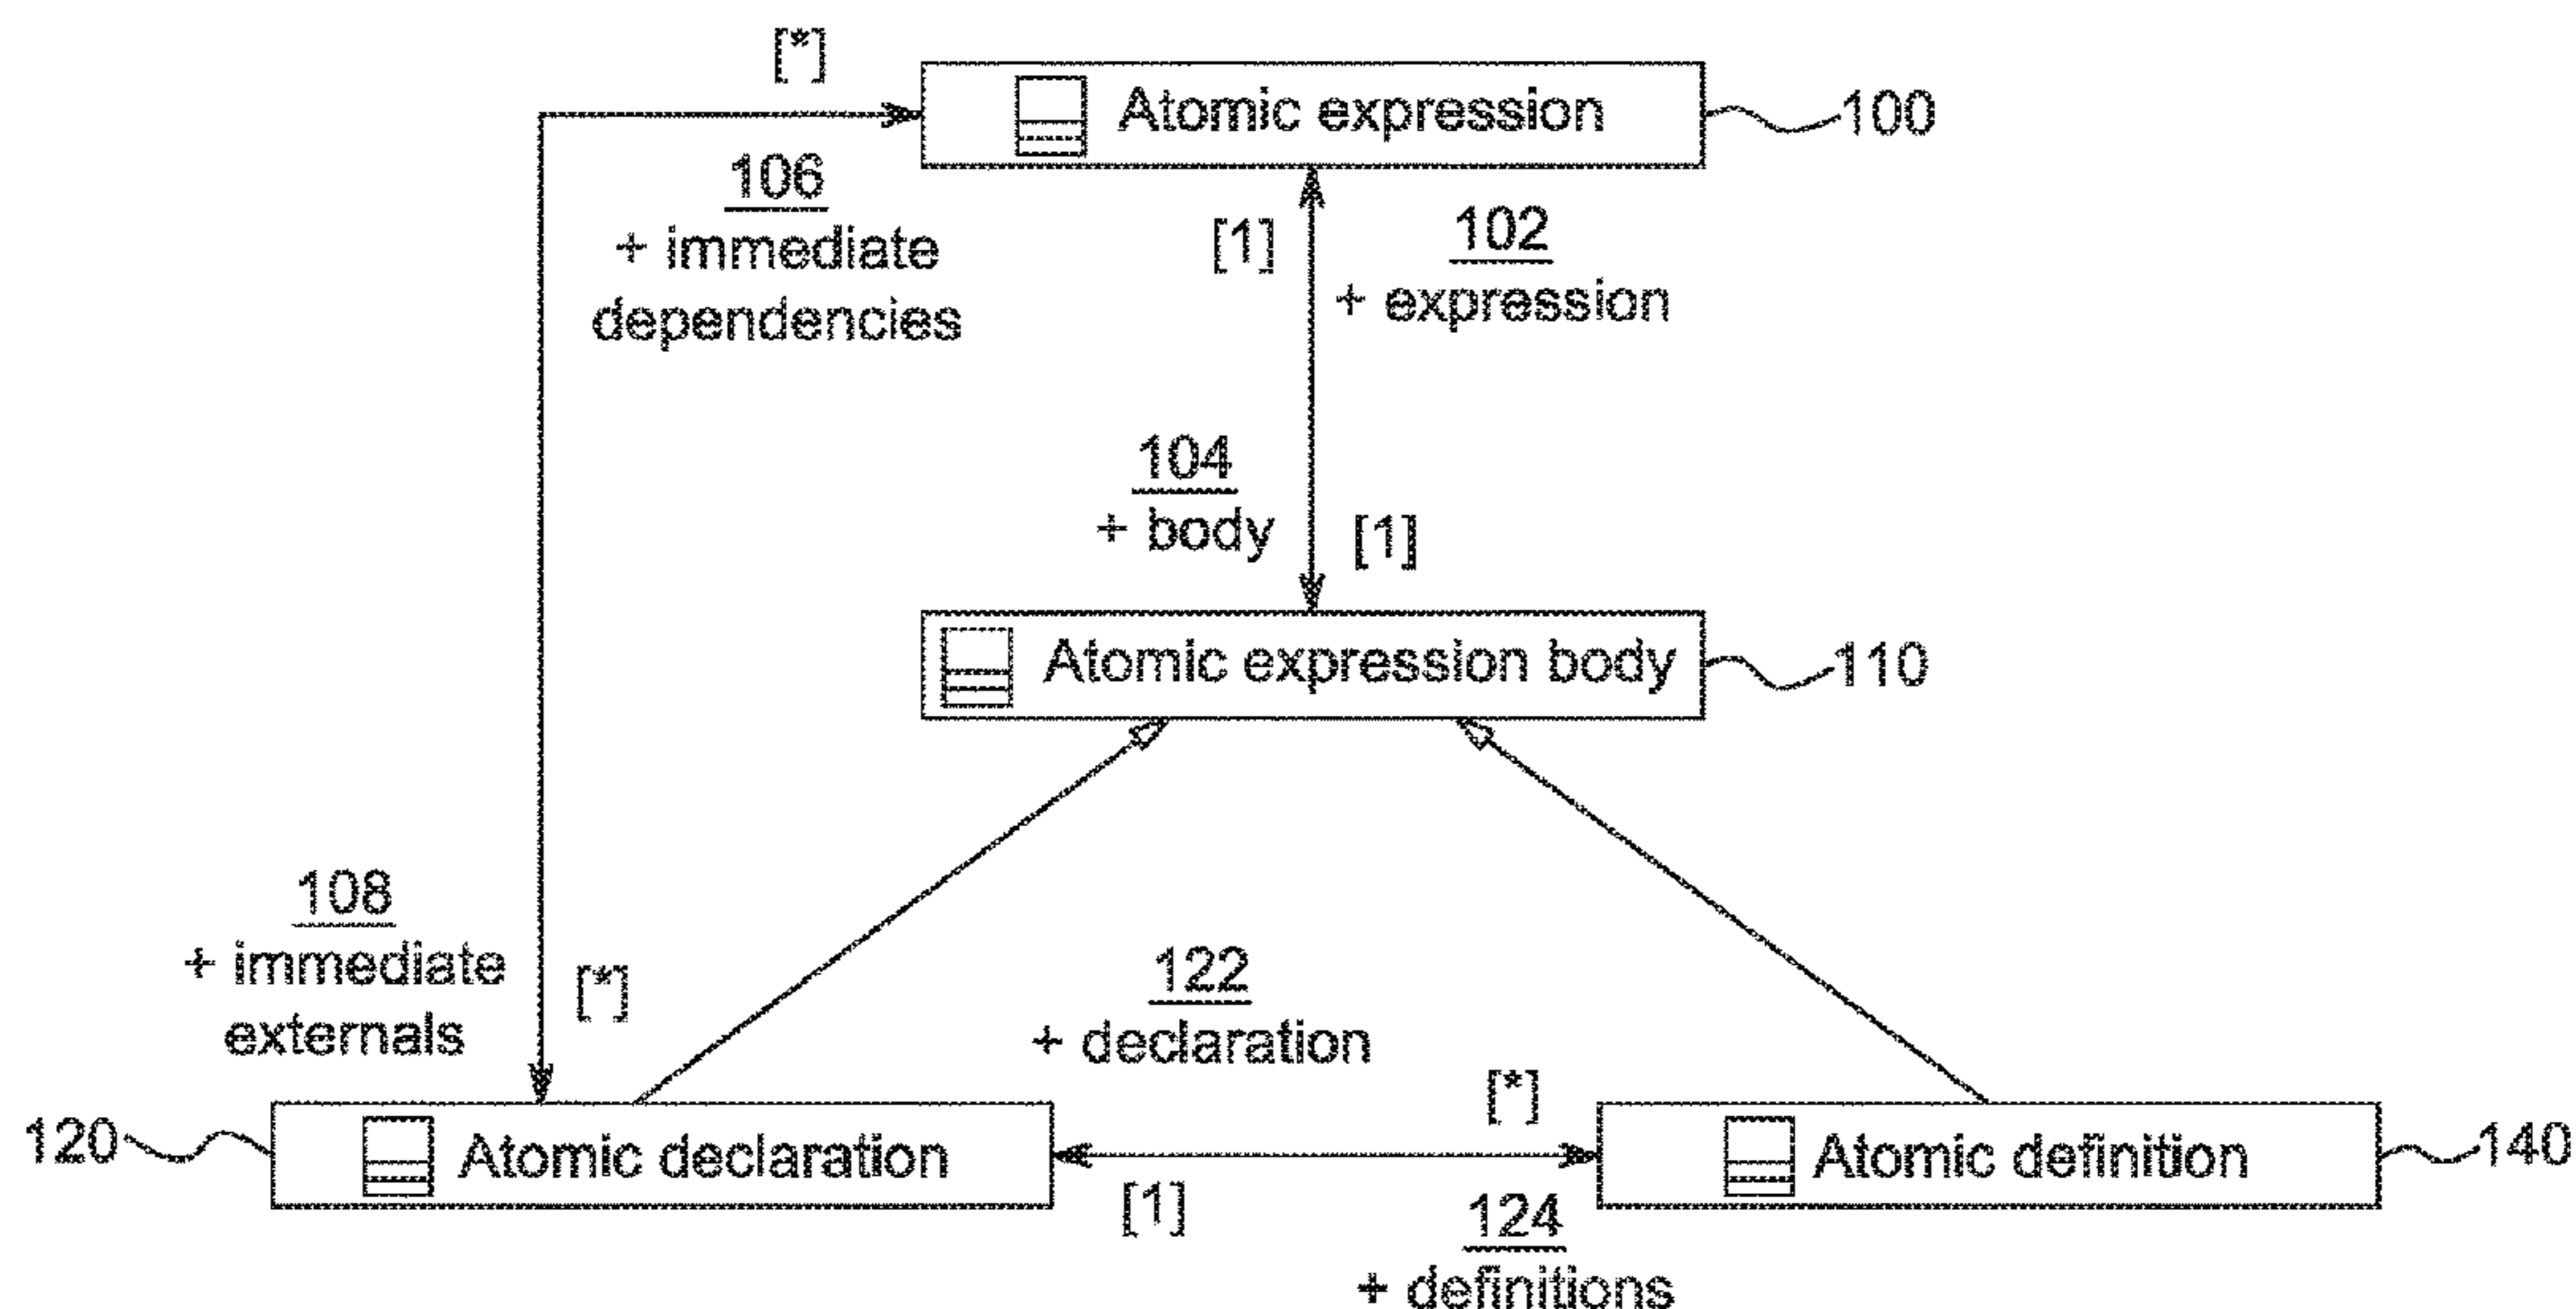 [*]
Atomic expression
100
106
+ immediate
dependencies
[1]
102
+ expression
104
+ body
[1]
Atomic expression body
110
108
+ immediate
externals
[*]
122
+ declaration
[*]
120
Atomic declaration
Atomic definition
140
[1]
124
+ definitions